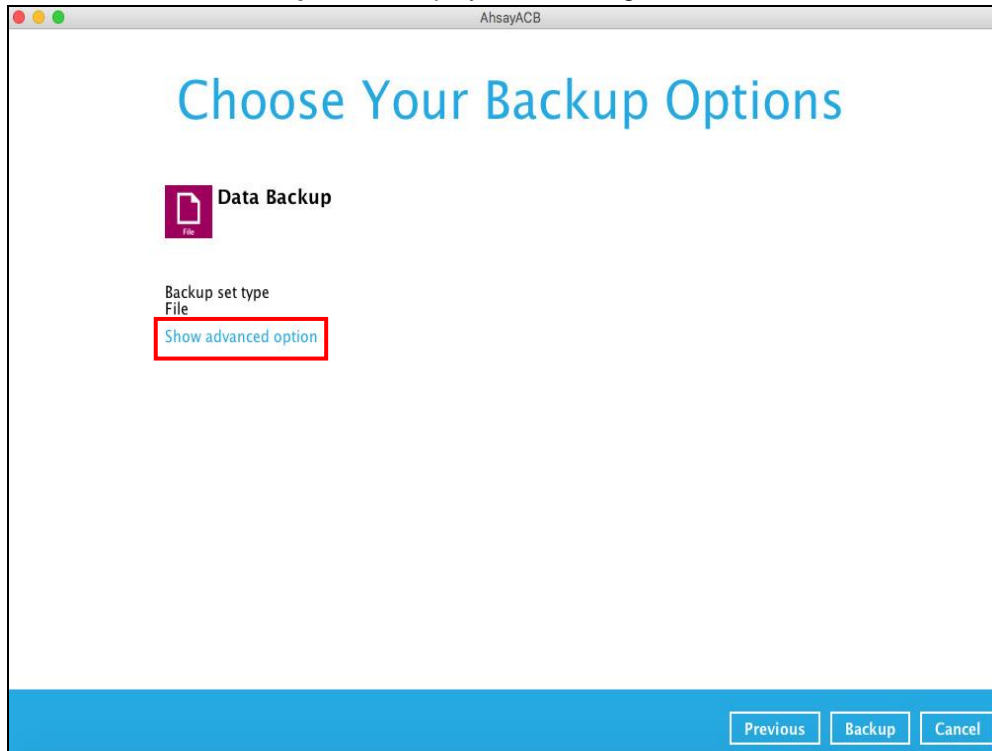 AhsayACB
Choose Your Backup Options
Data Backup
File
Backup set type
File
Show advanced option
Previous Backup Cancel